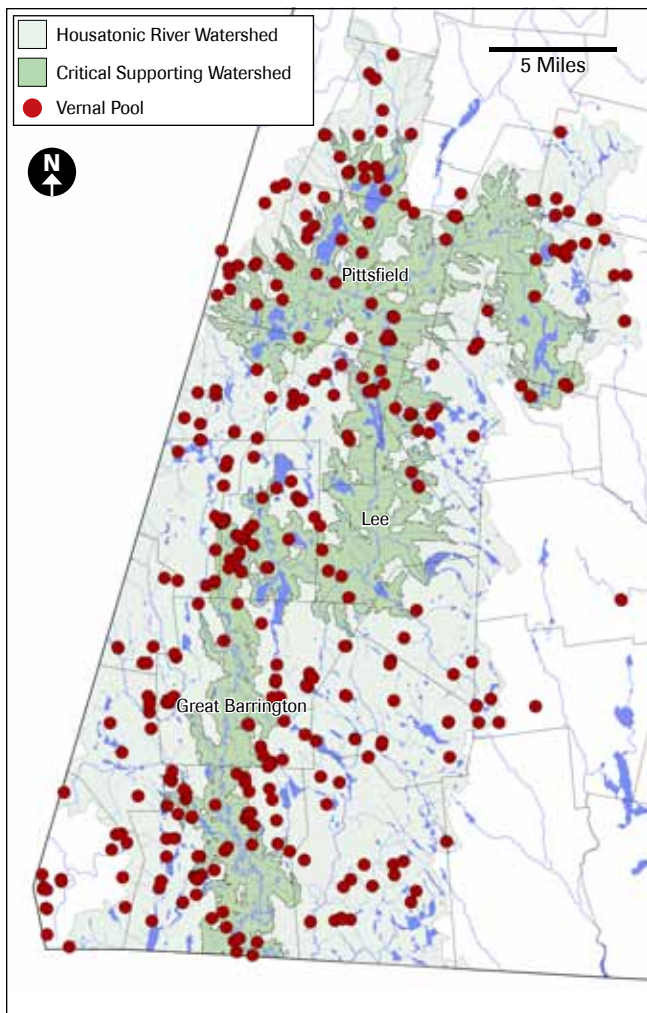 Housatonic River Watershed
Critical Supporting Watershed
Vernal Pool
5 Miles
N
Pittsfield
Lee
Great Barrington